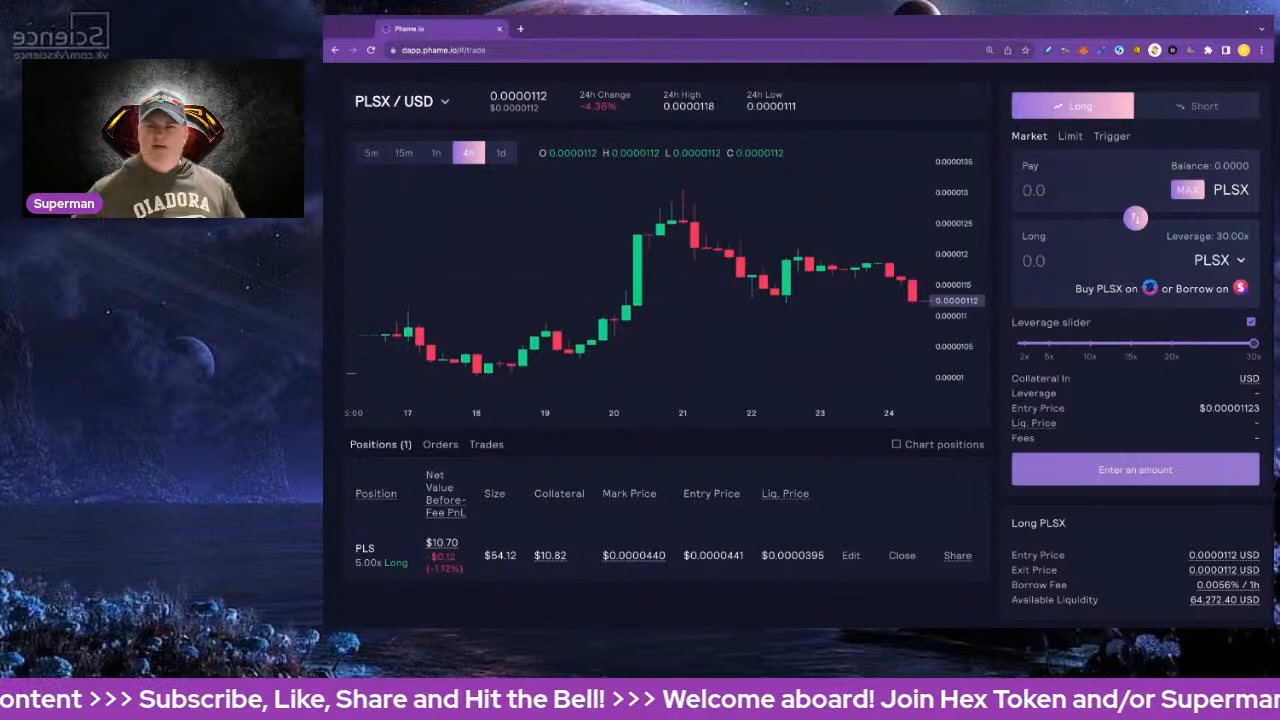 Science
vk.com/vkscience
DIADORA
Superman
Phame.io
dapp.phame.io/#/trade
PLSX / USD
0.0000112
$0.0000112
24h Change
-4.38%
24h High
0.0000118
24h Low
0.0000111
5m 15m 1h 4h 1d
O 0.0000112 H 0.0000112 L 0.0000112 C 0.0000112
0.0000135
0.000013
0.0000125
0.000012
0.0000115
0.0000112
0.000011
0.0000105
0.00001
5:00 17 18 19 20 21 22 23 24
Positions (1) Orders Trades
Chart positions
Position
Net
Value
Before-
Fee PnL
Size Collateral Mark Price Entry Price Liq. Price
PLS
5.00x Long
$10.70
-$0.12
(-1.12%)
$54.12 $10.82 $0.0000440 $0.0000441 $0.0000395 Edit Close Share
Long Short
Market Limit Trigger
Pay Balance: 0.0000
0.0 MAX PLSX
Long Leverage: 30.00x
0.0 PLSX
Buy PLSX on or Borrow on
Leverage slider
2x 5x 10x 15x 20x 30x
Collateral In USD
Leverage -
Entry Price $0.00001123
Liq. Price -
Fees -
Enter an amount
Long PLSX
Entry Price 0.0000112 USD
Exit Price 0.0000112 USD
Borrow Fee 0.0056% / 1h
Available Liquidity 64,272.40 USD
ontent >>> Subscribe, Like, Share and Hit the Bell! >>> Welcome aboard! Join Hex Token and/or Superman